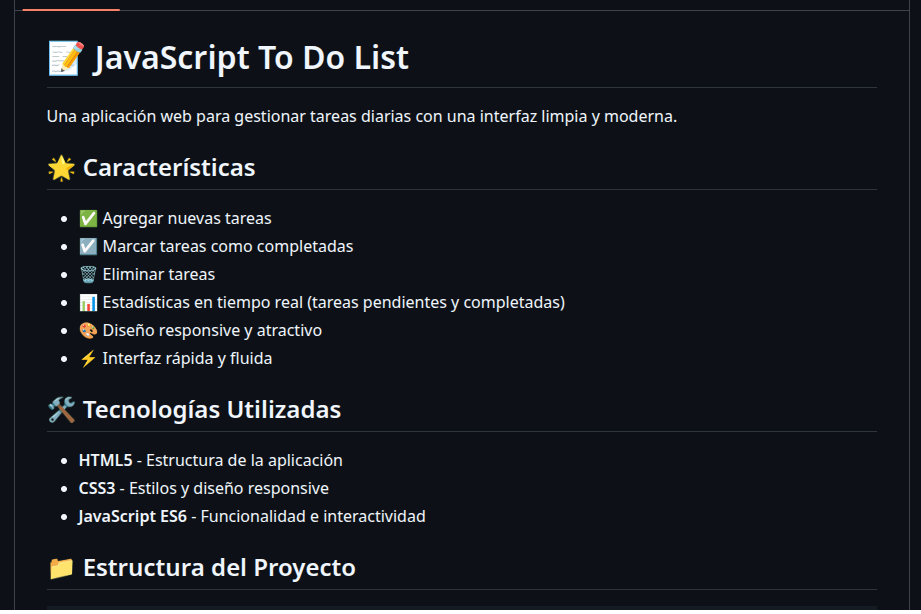 📝 JavaScript To Do List
Una aplicación web para gestionar tareas diarias con una interfaz limpia y moderna.
🌟 Características
• ✅ Agregar nuevas tareas
• ☑️ Marcar tareas como completadas
• 🗑️ Eliminar tareas
• 📊 Estadísticas en tiempo real (tareas pendientes y completadas)
• 🎨 Diseño responsive y atractivo
• ⚡ Interfaz rápida y fluida
🛠️ Tecnologías Utilizadas
• HTML5 - Estructura de la aplicación
• CSS3 - Estilos y diseño responsive
• JavaScript ES6 - Funcionalidad e interactividad
📁 Estructura del Proyecto